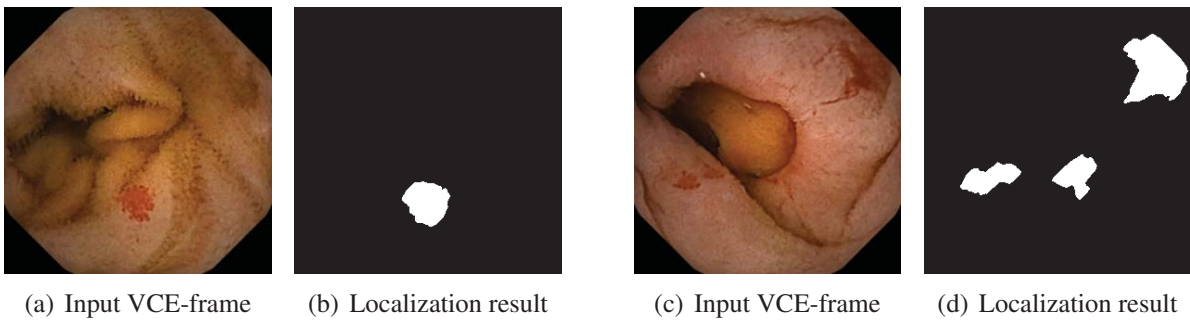 (a) Input VCE-frame
(b) Localization result
(c) Input VCE-frame
(d) Localization result